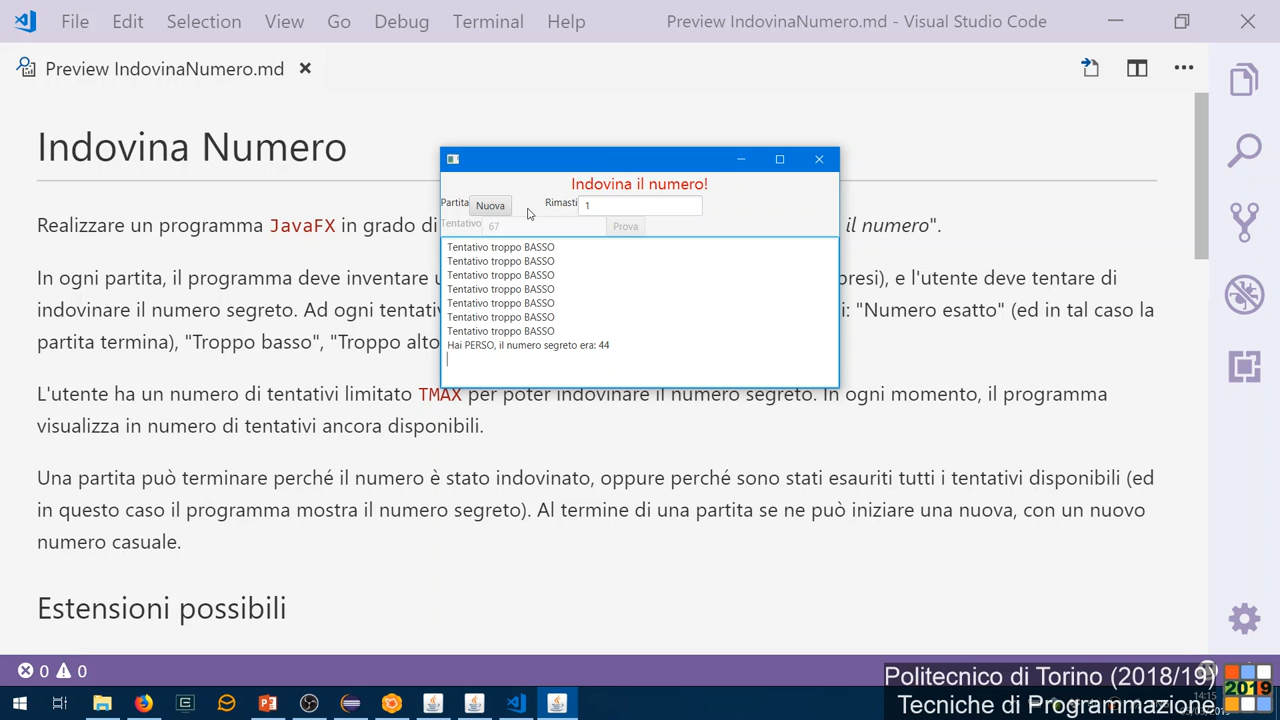 File Edit Selection View Go Debug Terminal Help Preview IndovinaNumero.md - Visual Studio Code
Preview IndovinaNumero.md
Indovina Numero
Indovina il numero!
Partita Nuova Rimasti 1
Tentativo 67 Prova
Tentativo troppo BASSO
Tentativo troppo BASSO
Tentativo troppo BASSO
Tentativo troppo BASSO
Tentativo troppo BASSO
Tentativo troppo BASSO
Tentativo troppo BASSO
Hai PERSO, il numero segreto era: 44
Realizzare un programma JavaFX in grado di il numero".
In ogni partita, il programma deve inventare presi), e l'utente deve tentare di
indovinare il numero segreto. Ad ogni tentati i: "Numero esatto" (ed in tal caso la
partita termina), "Troppo basso", "Troppo alto
L'utente ha un numero di tentativi limitato TMAX per poter indovinare il numero segreto. In ogni momento, il programma
visualizza in numero di tentativi ancora disponibili.
Una partita può terminare perché il numero è stato indovinato, oppure perché sono stati esauriti tutti i tentativi disponibili (ed
in questo caso il programma mostra il numero segreto). Al termine di una partita se ne può iniziare una nuova, con un nuovo
numero casuale.
Estensioni possibili
0 0
Politecnico di Torino (2018/19)
Tecniche di Programmazione
2019
14:15